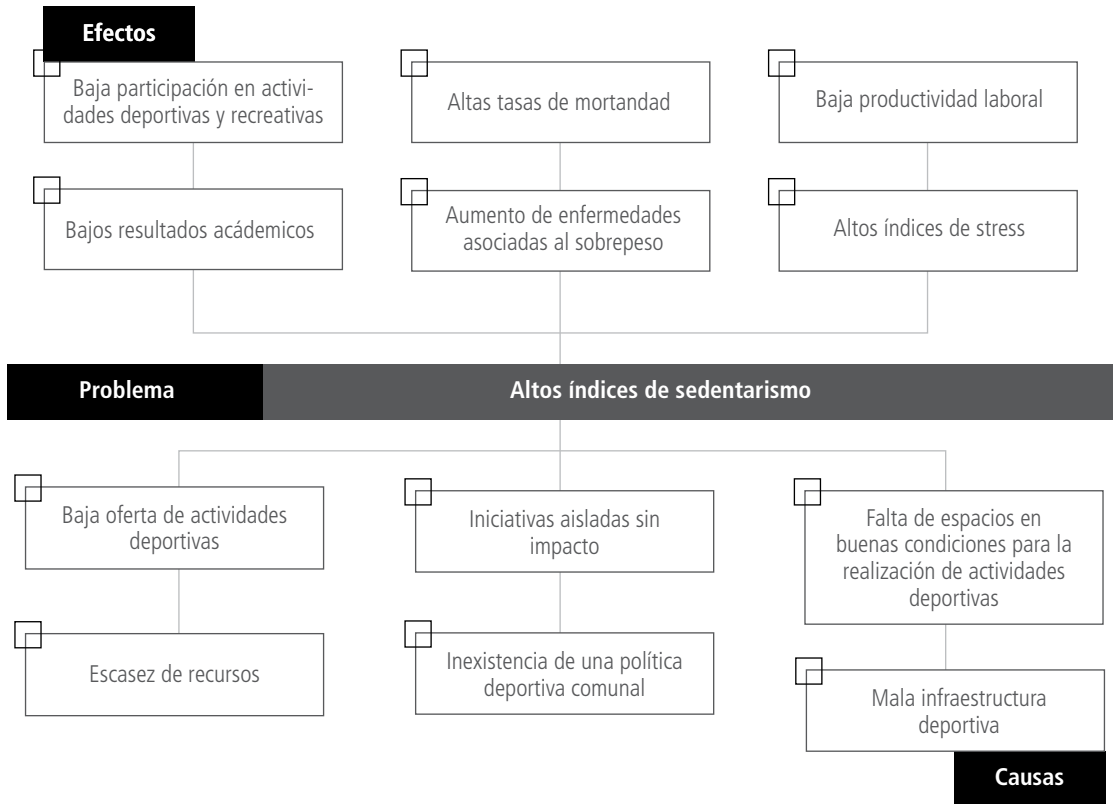 Efectos
Baja participación en activi-
dades deportivas y recreativas
Altas tasas de mortandad
Baja productividad laboral
Bajos resultados académicos
Aumento de enfermedades
asociadas al sobrepeso
Altos índices de stress
Problema
Altos índices de sedentarismo
Baja oferta de actividades
deportivas
Iniciativas aisladas sin
impacto
Falta de espacios en
buenas condiciones para la
realización de actividades
deportivas
Escasez de recursos
Inexistencia de una política
deportiva comunal
Mala infraestructura
deportiva
Causas